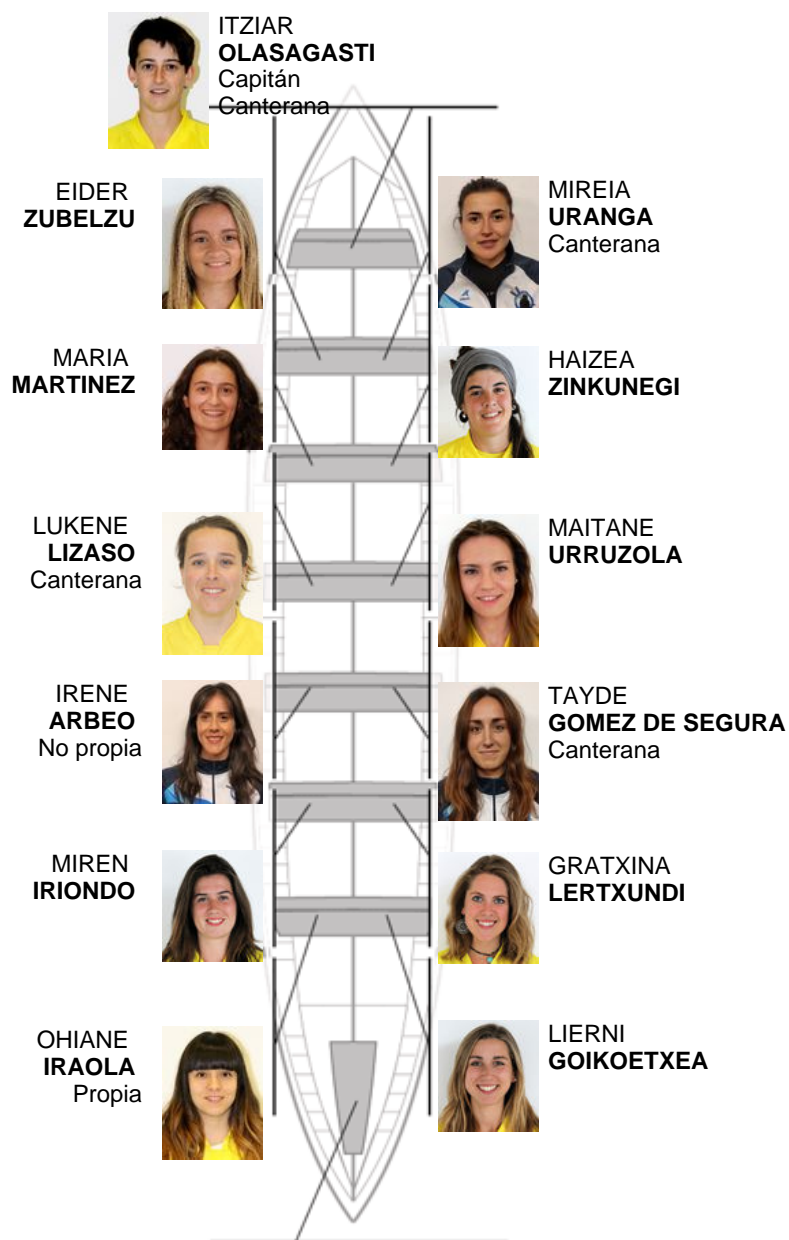 ITZIAR
OLASAGASTI
Capitán
Canterana
EIDER
ZUBELZU
MIREIA
URANGA
Canterana
MARIA
MARTINEZ
HAIZEA
ZINKUNEGI
LUKENE
LIZASO
Canterana
MAITANE
URRUZOLA
IRENE
ARBEO
No propia
TAYDE
GOMEZ DE SEGURA
Canterana
MIREN
IRIONDO
GRATXINA
LERTXUNDI
OHIANE
IRAOLA
Propia
LIERNI
GOIKOETXEA